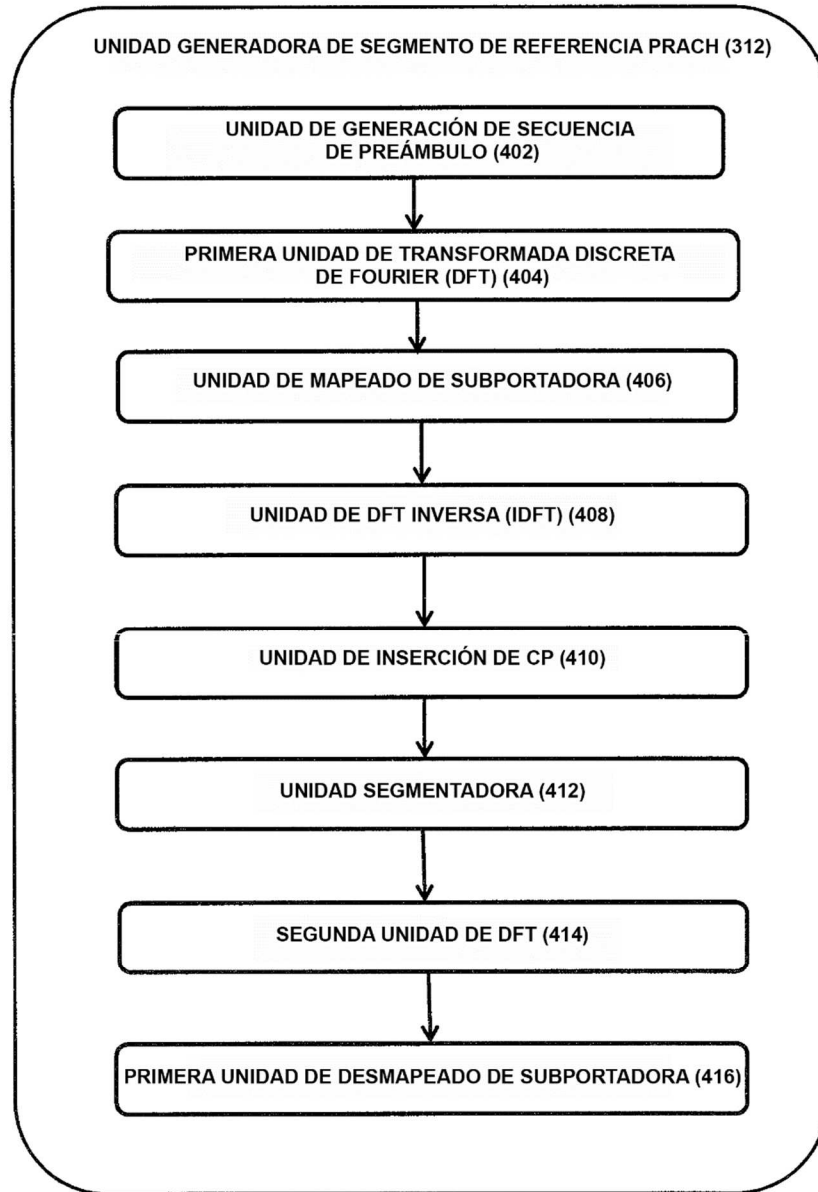 UNIDAD GENERADORA DE SEGMENTO DE REFERENCIA PRACH (312)
UNIDAD DE GENERACIÓN DE SECUENCIA
DE PREÁMBULO (402)
PRIMERA UNIDAD DE TRANSFORMADA DISCRETA
DE FOURIER (DFT) (404)
UNIDAD DE MAPEADO DE SUBPORTADORA (406)
UNIDAD DE DFT INVERSA (IDFT) (408)
UNIDAD DE INSERCIÓN DE CP (410)
UNIDAD SEGMENTADORA (412)
SEGUNDA UNIDAD DE DFT (414)
PRIMERA UNIDAD DE DESMAPEADO DE SUBPORTADORA (416)